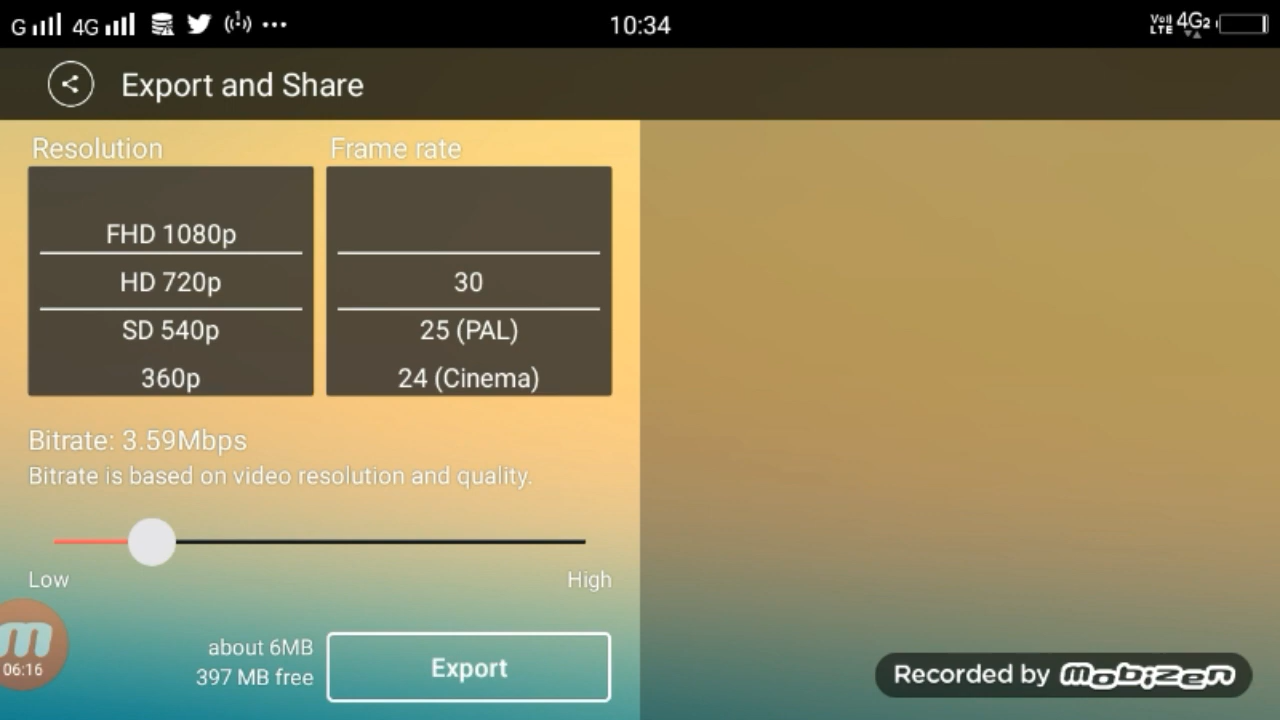 G 4G 10:34 VoLTE 4G2
Export and Share
Resolution Frame rate
FHD 1080p
HD 720p 30
SD 540p 25 (PAL)
360p 24 (Cinema)
Bitrate: 3.59Mbps
Bitrate is based on video resolution and quality.
Low High
m
06:16
about 6MB
397 MB free
Export
Recorded by mobizen